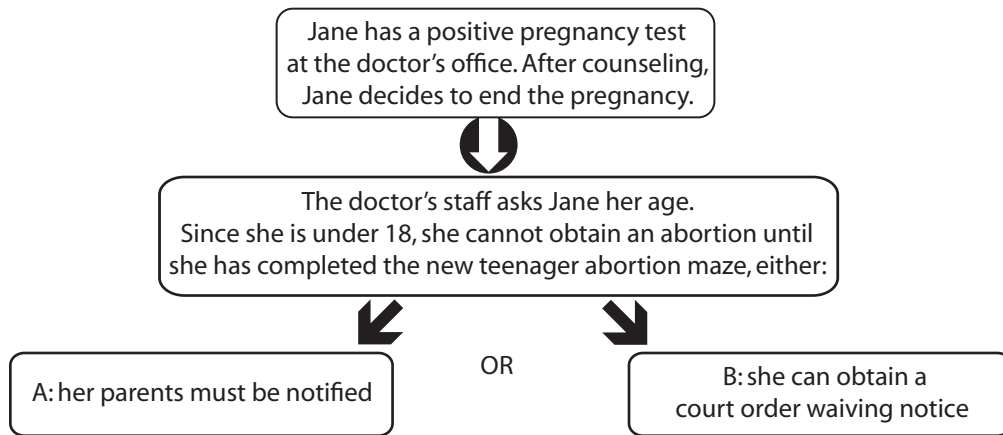 Jane has a positive pregnancy test
at the doctor’s office. After counseling,
Jane decides to end the pregnancy.
The doctor’s staff asks Jane her age.
Since she is under 18, she cannot obtain an abortion until
she has completed the new teenager abortion maze, either:
A: her parents must be notified
OR
B: she can obtain a
court order waiving notice